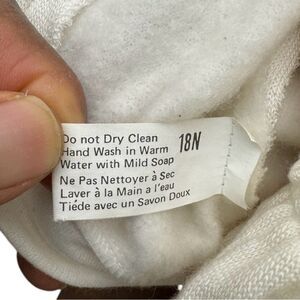 Do not Dry Clean
Hand Wash in Warm 18N
Water with Mild Soap
Ne Pas Nettoyer à Sec
Laver à la Main a l'eau
Tiède avec un Savon Doux